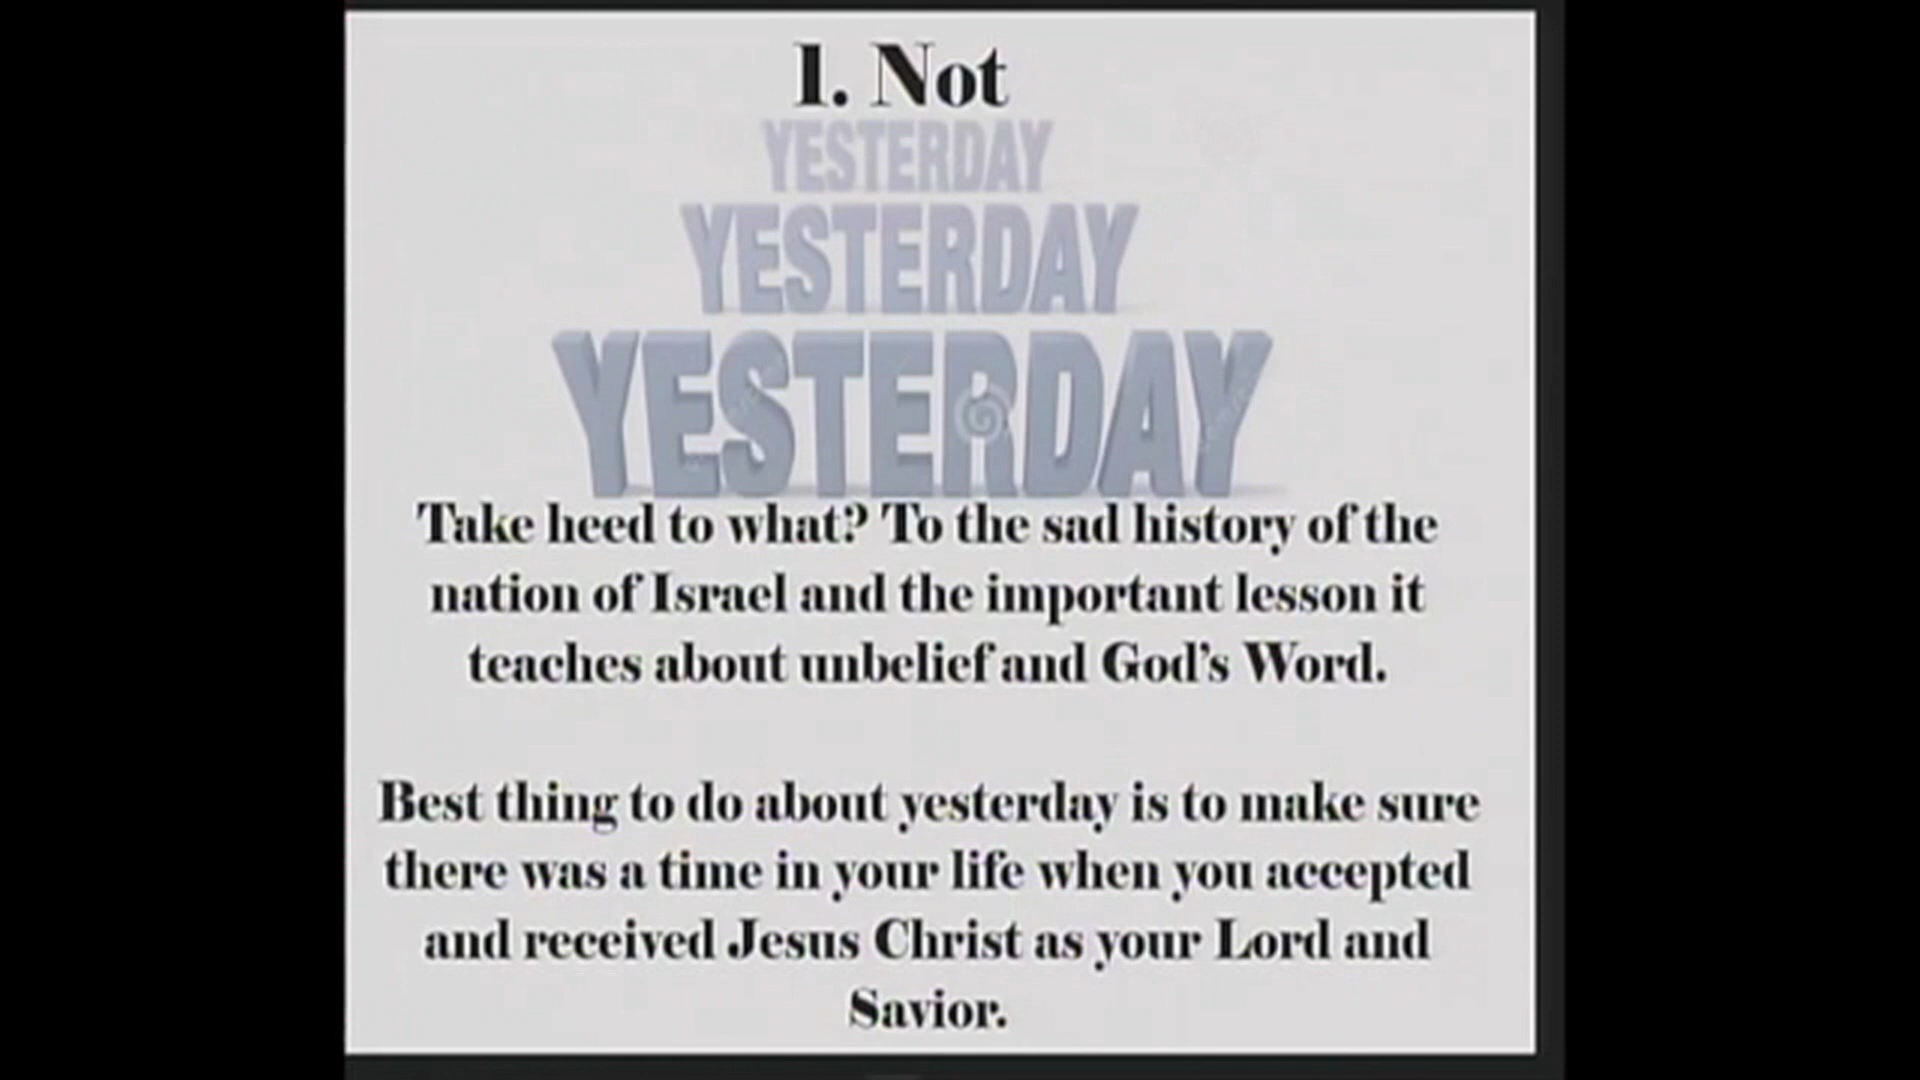 1. Not
YESTERDAY
YESTERDAY
YESTERDAY
Take heed to what? To the sad history of the
nation of Israel and the important lesson it
teaches about unbelief and God's Word.
Best thing to do about yesterday is to make sure
there was a time in your life when you accepted
and received Jesus Christ as your Lord and
Savior.